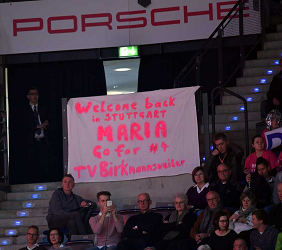 PORSCHE
Welcome back
in STUTTGART
MARIA
Go for #4
TV Birkmannsweiler